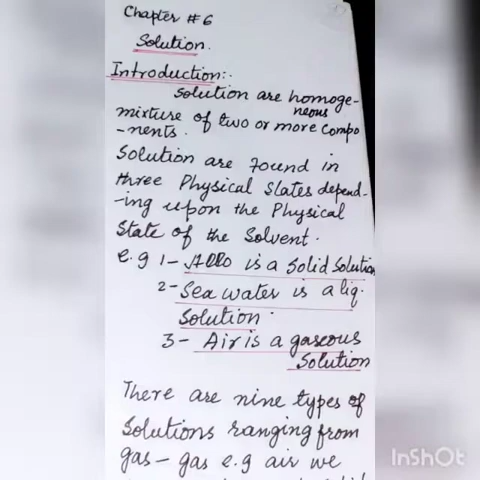 Chapter # 6
Solution.
Introduction:-
Solution are homoge-
neous
mixture of two or more compo
-nents.
Solution are found in
three Physical States depend-
-ing upon the Physical
State of the Solvent.
e.g 1- is a Solid Solution
2- Sea water is a liq.
Solution.
3- Air is a gaseous
Solution
There are nine types of
Solutions ranging from
gas - gas e.g air we
InShOt